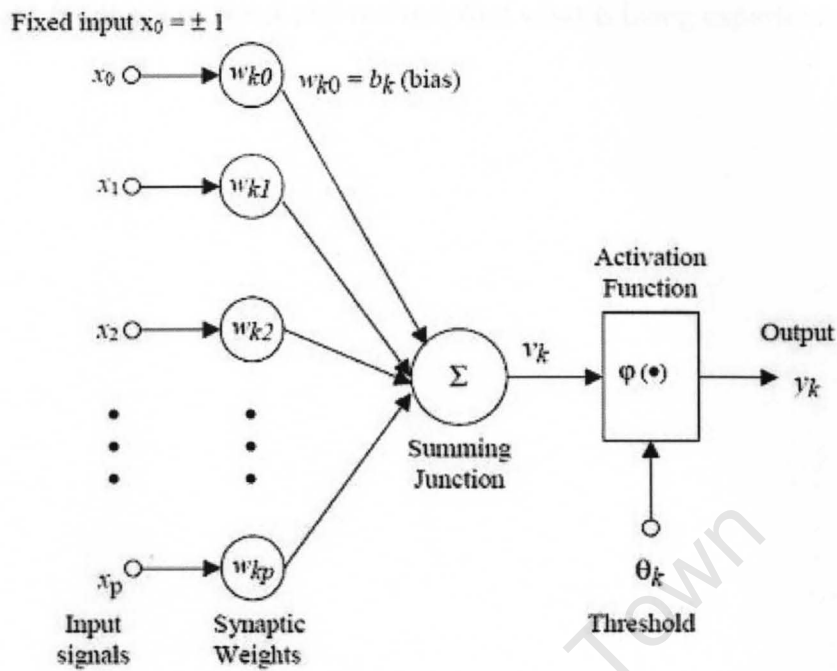 Fixed input x₀ = ± 1
x₀
wk0
wk0 = bk (bias)
x₁
wk1
x₂
wk2
Activation
Function
Σ
vk
φ (•)
Output
yk
Summing
Junction
xp
wkp
θk
Input
signals
Synaptic
Weights
Threshold
Town